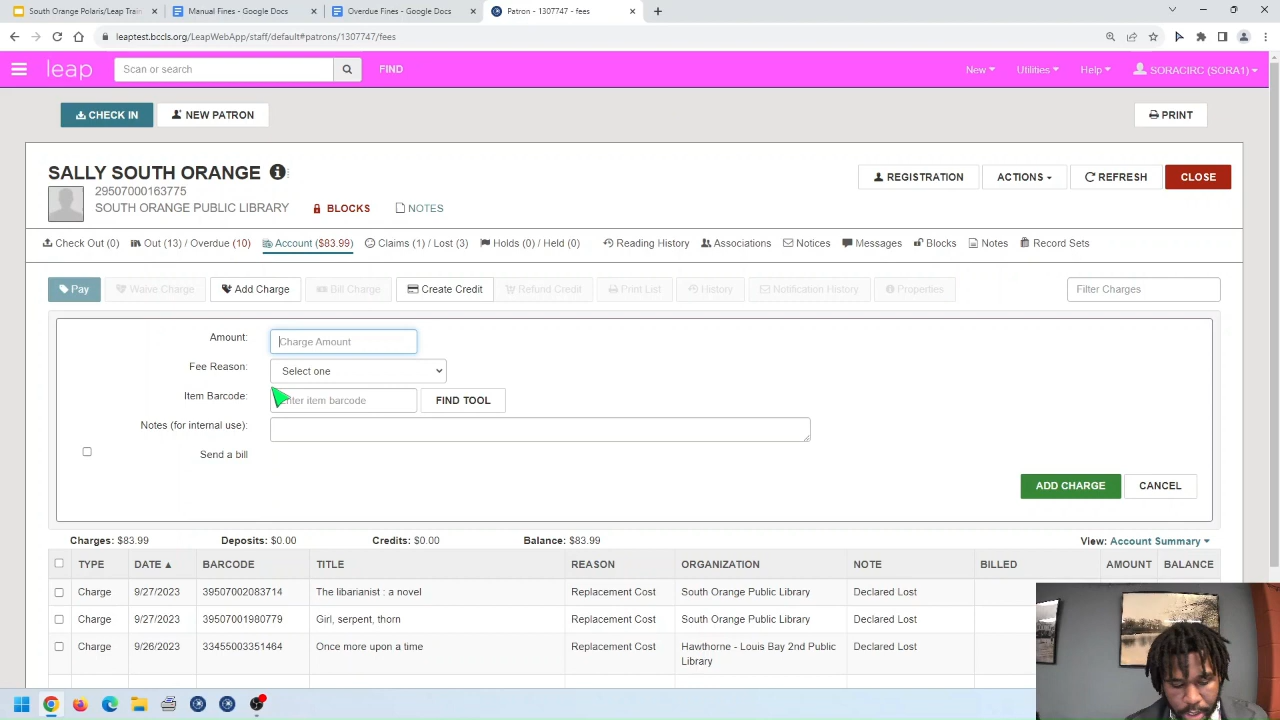 South Orange Polaris/Leap Train
Manual Fines - Google Docs
Overdue Fines - Google Docs
Patron - 1307747 - fees
leaptest.bccls.org/LeapWebApp/staff/default#patrons/1307747/fees
leap
Scan or search
FIND
New
Utilities
Help
SORACIRC (SORA1)
CHECK IN
NEW PATRON
PRINT
SALLY SOUTH ORANGE
29507000163775
SOUTH ORANGE PUBLIC LIBRARY
BLOCKS
NOTES
REGISTRATION
ACTIONS
REFRESH
CLOSE
Check Out (0)
Out (13) / Overdue (10)
Account ($83.99)
Claims (1) / Lost (3)
Holds (0) / Held (0)
Reading History
Associations
Notices
Messages
Blocks
Notes
Record Sets
Pay
Waive Charge
Add Charge
Bill Charge
Create Credit
Refund Credit
Print List
History
Notification History
Properties
Filter Charges
Amount:
Charge Amount
Fee Reason:
Select one
Item Barcode:
Enter item barcode
FIND TOOL
Notes (for internal use):
Send a bill
ADD CHARGE
CANCEL
Charges: $83.99
Deposits: $0.00
Credits: $0.00
Balance: $83.99
View: Account Summary
TYPE DATE BARCODE TITLE REASON ORGANIZATION NOTE BILLED AMOUNT BALANCE
Charge 9/27/2023 39507002083714 The libarianist : a novel Replacement Cost South Orange Public Library Declared Lost
Charge 9/27/2023 39507001980779 Girl, serpent, thorn Replacement Cost South Orange Public Library Declared Lost
Charge 9/26/2023 33455003351464 Once more upon a time Replacement Cost Hawthorne - Louis Bay 2nd Public Library Declared Lost